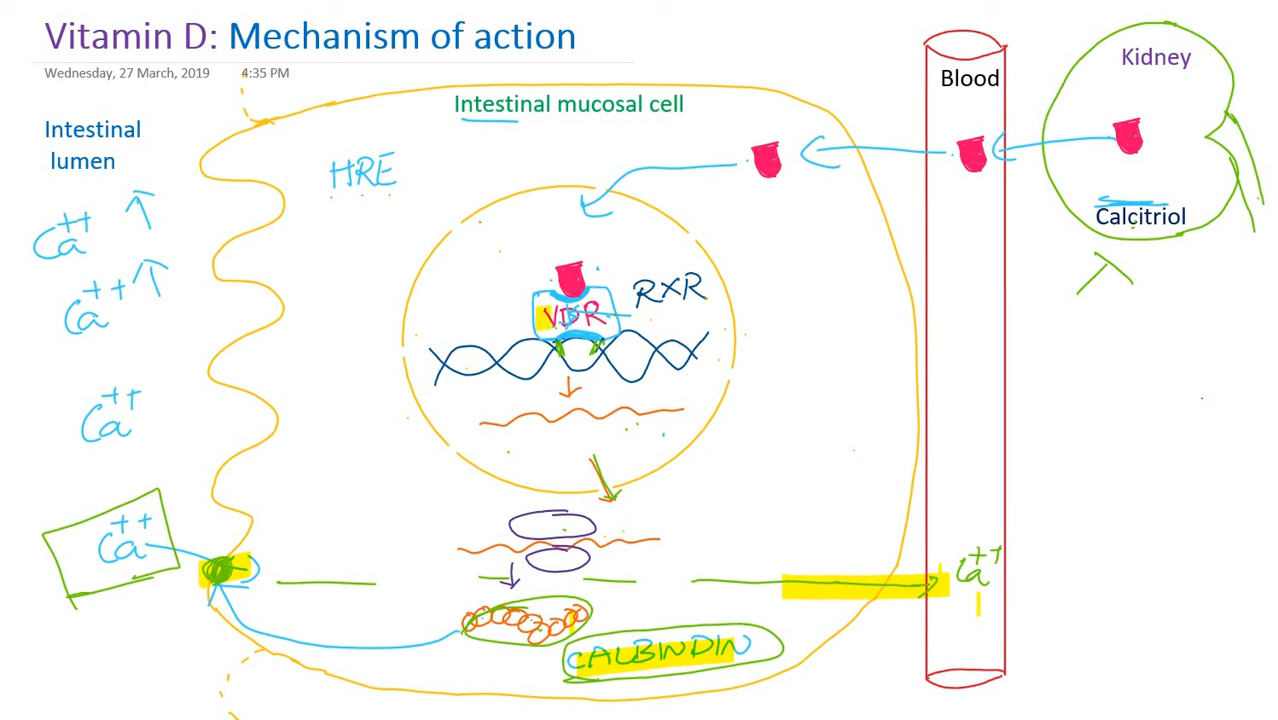 Vitamin D: Mechanism of action
Wednesday, 27 March, 2019 4:35 PM
Intestinal mucosal cell
Blood
Kidney
Calcitriol
Intestinal
lumen
HRE
Ca++ ↑
Ca++ ↑
Ca++
Ca++
VDR
RXR
Ca++
CALBINDIN